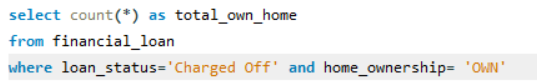 select count(*) as total_own_home
from financial_loan
where loan_status='Charged Off' and home_ownership= 'OWN'